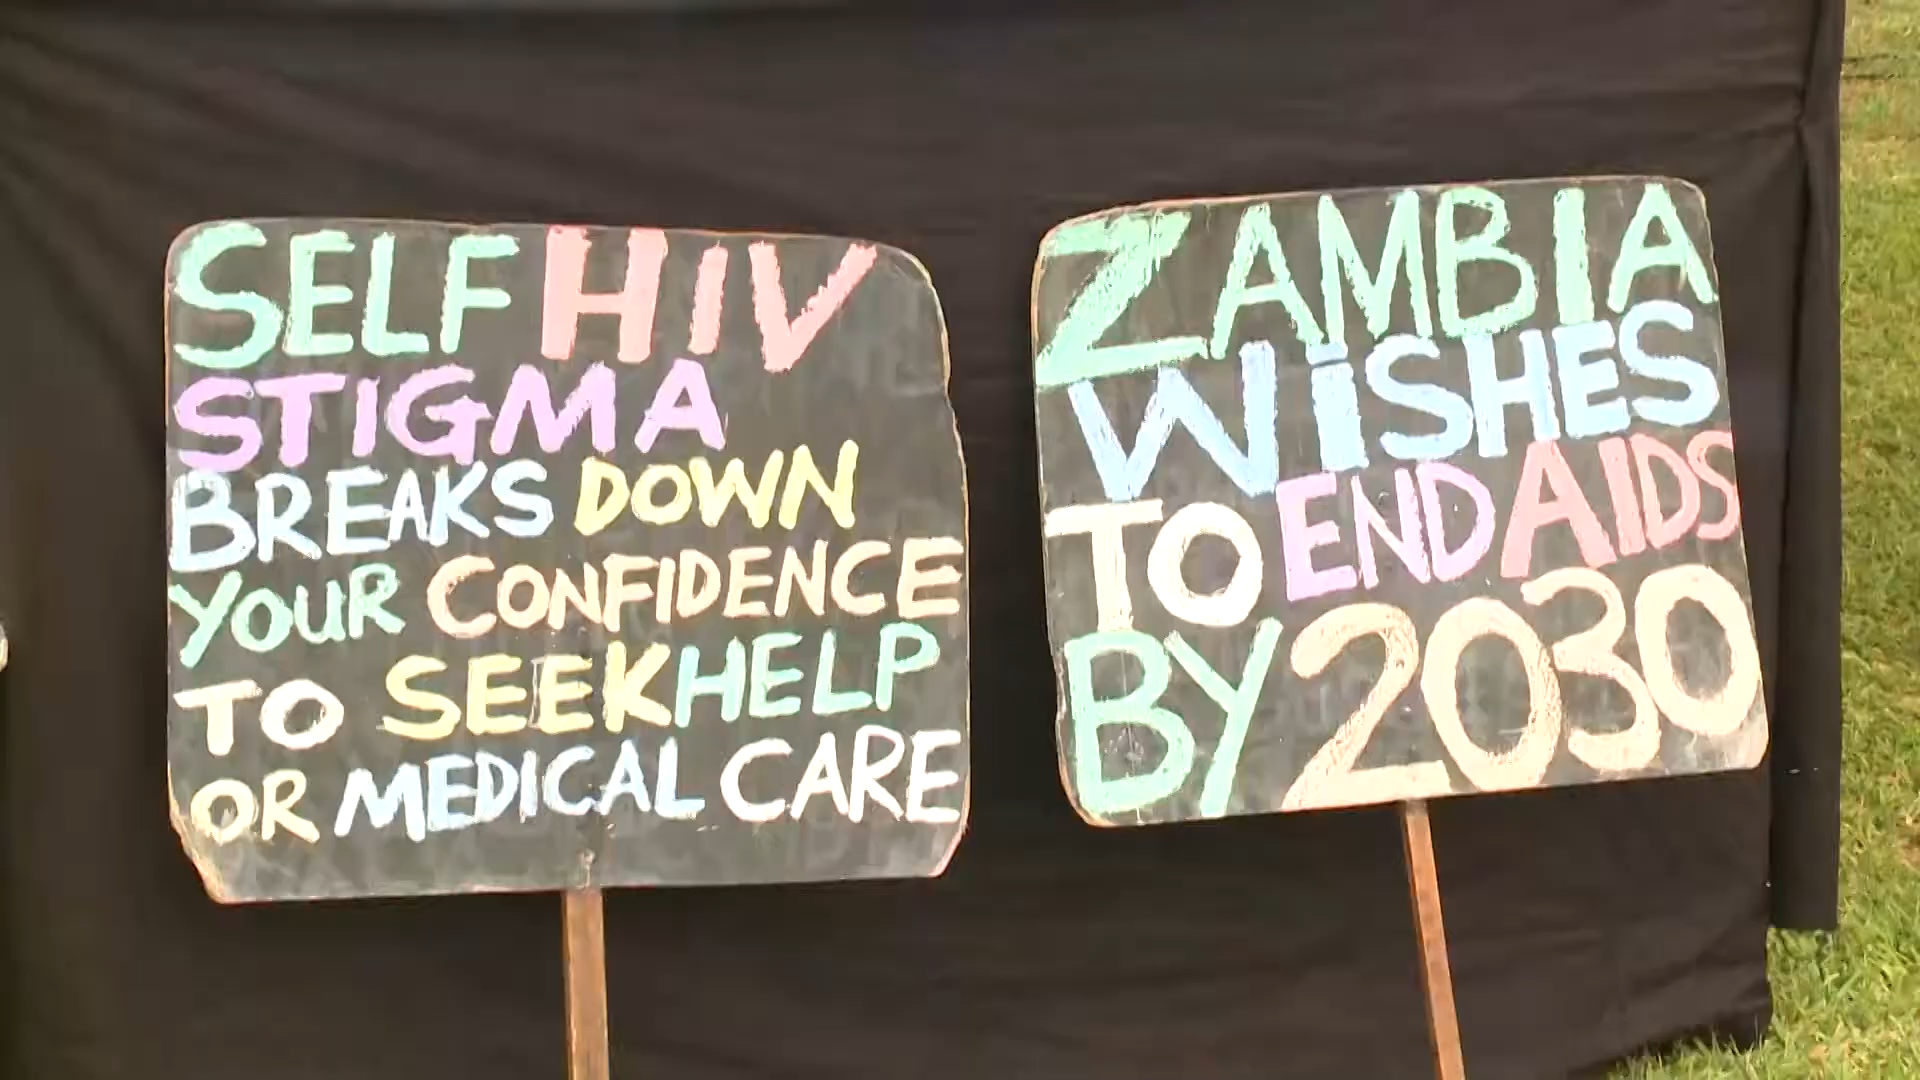 SELF HIV
STIGMA
BREAKS DOWN
YOUR CONFIDENCE
TO SEEK HELP
OR MEDICAL CARE
ZAMBIA
WiSHES
TO END AIDS
BY 2030